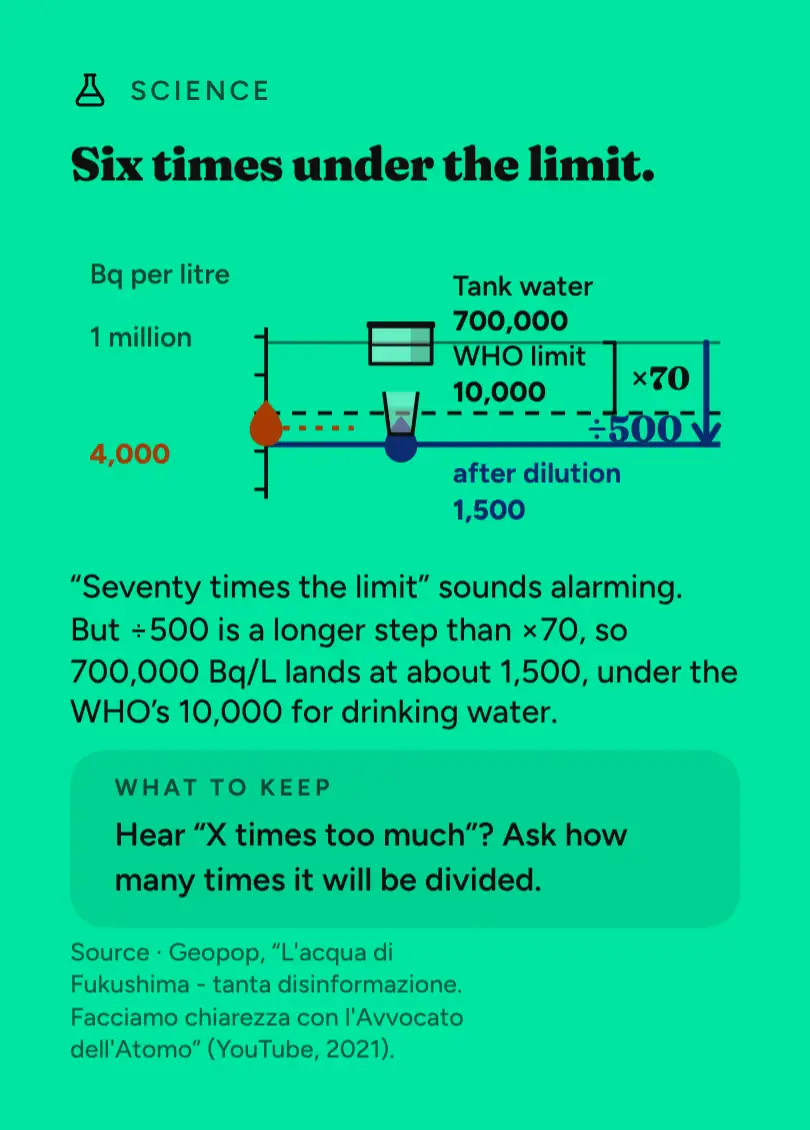 SCIENCE
Six times under the limit.
Bq per litre
1 million
4,000
Tank water
700,000
WHO limit
10,000
×70
÷500
after dilution
1,500
“Seventy times the limit” sounds alarming.
But ÷500 is a longer step than ×70, so
700,000 Bq/L lands at about 1,500, under the
WHO’s 10,000 for drinking water.
WHAT TO KEEP
Hear “X times too much”? Ask how
many times it will be divided.
Source · Geopop, “L'acqua di
Fukushima - tanta disinformazione.
Facciamo chiarezza con l'Avvocato
dell'Atomo” (YouTube, 2021).